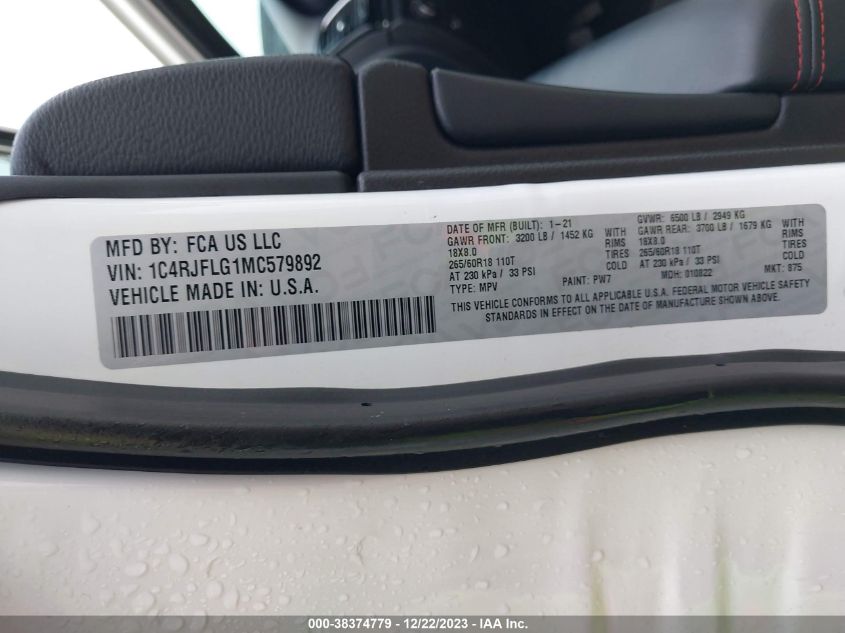 MFD BY: FCA US LLC
VIN: 1C4RJFLG1MC579892
VEHICLE MADE IN: U.S.A.
DATE OF MFR (BUILT): 1-21 GVWR: 6500 LB / 2949 KG
GAWR FRONT: 3200 LB / 1452 KG WITH GAWR REAR: 3700 LB / 1679 KG WITH
18X8.0 RIMS 18X8.0 RIMS
265/60R18 110T TIRES 265/60R18 110T TIRES
AT 230 kPa / 33 PSI COLD AT 230 kPa / 33 PSI COLD
TYPE: MPV PAINT: PW7 MDH: 010822 MKT: 875
THIS VEHICLE CONFORMS TO ALL APPLICABLE U.S.A. FEDERAL MOTOR VEHICLE SAFETY
STANDARDS IN EFFECT ON THE DATE OF MANUFACTURE SHOWN ABOVE.
000-38374779 - 12/22/2023 - IAA Inc.